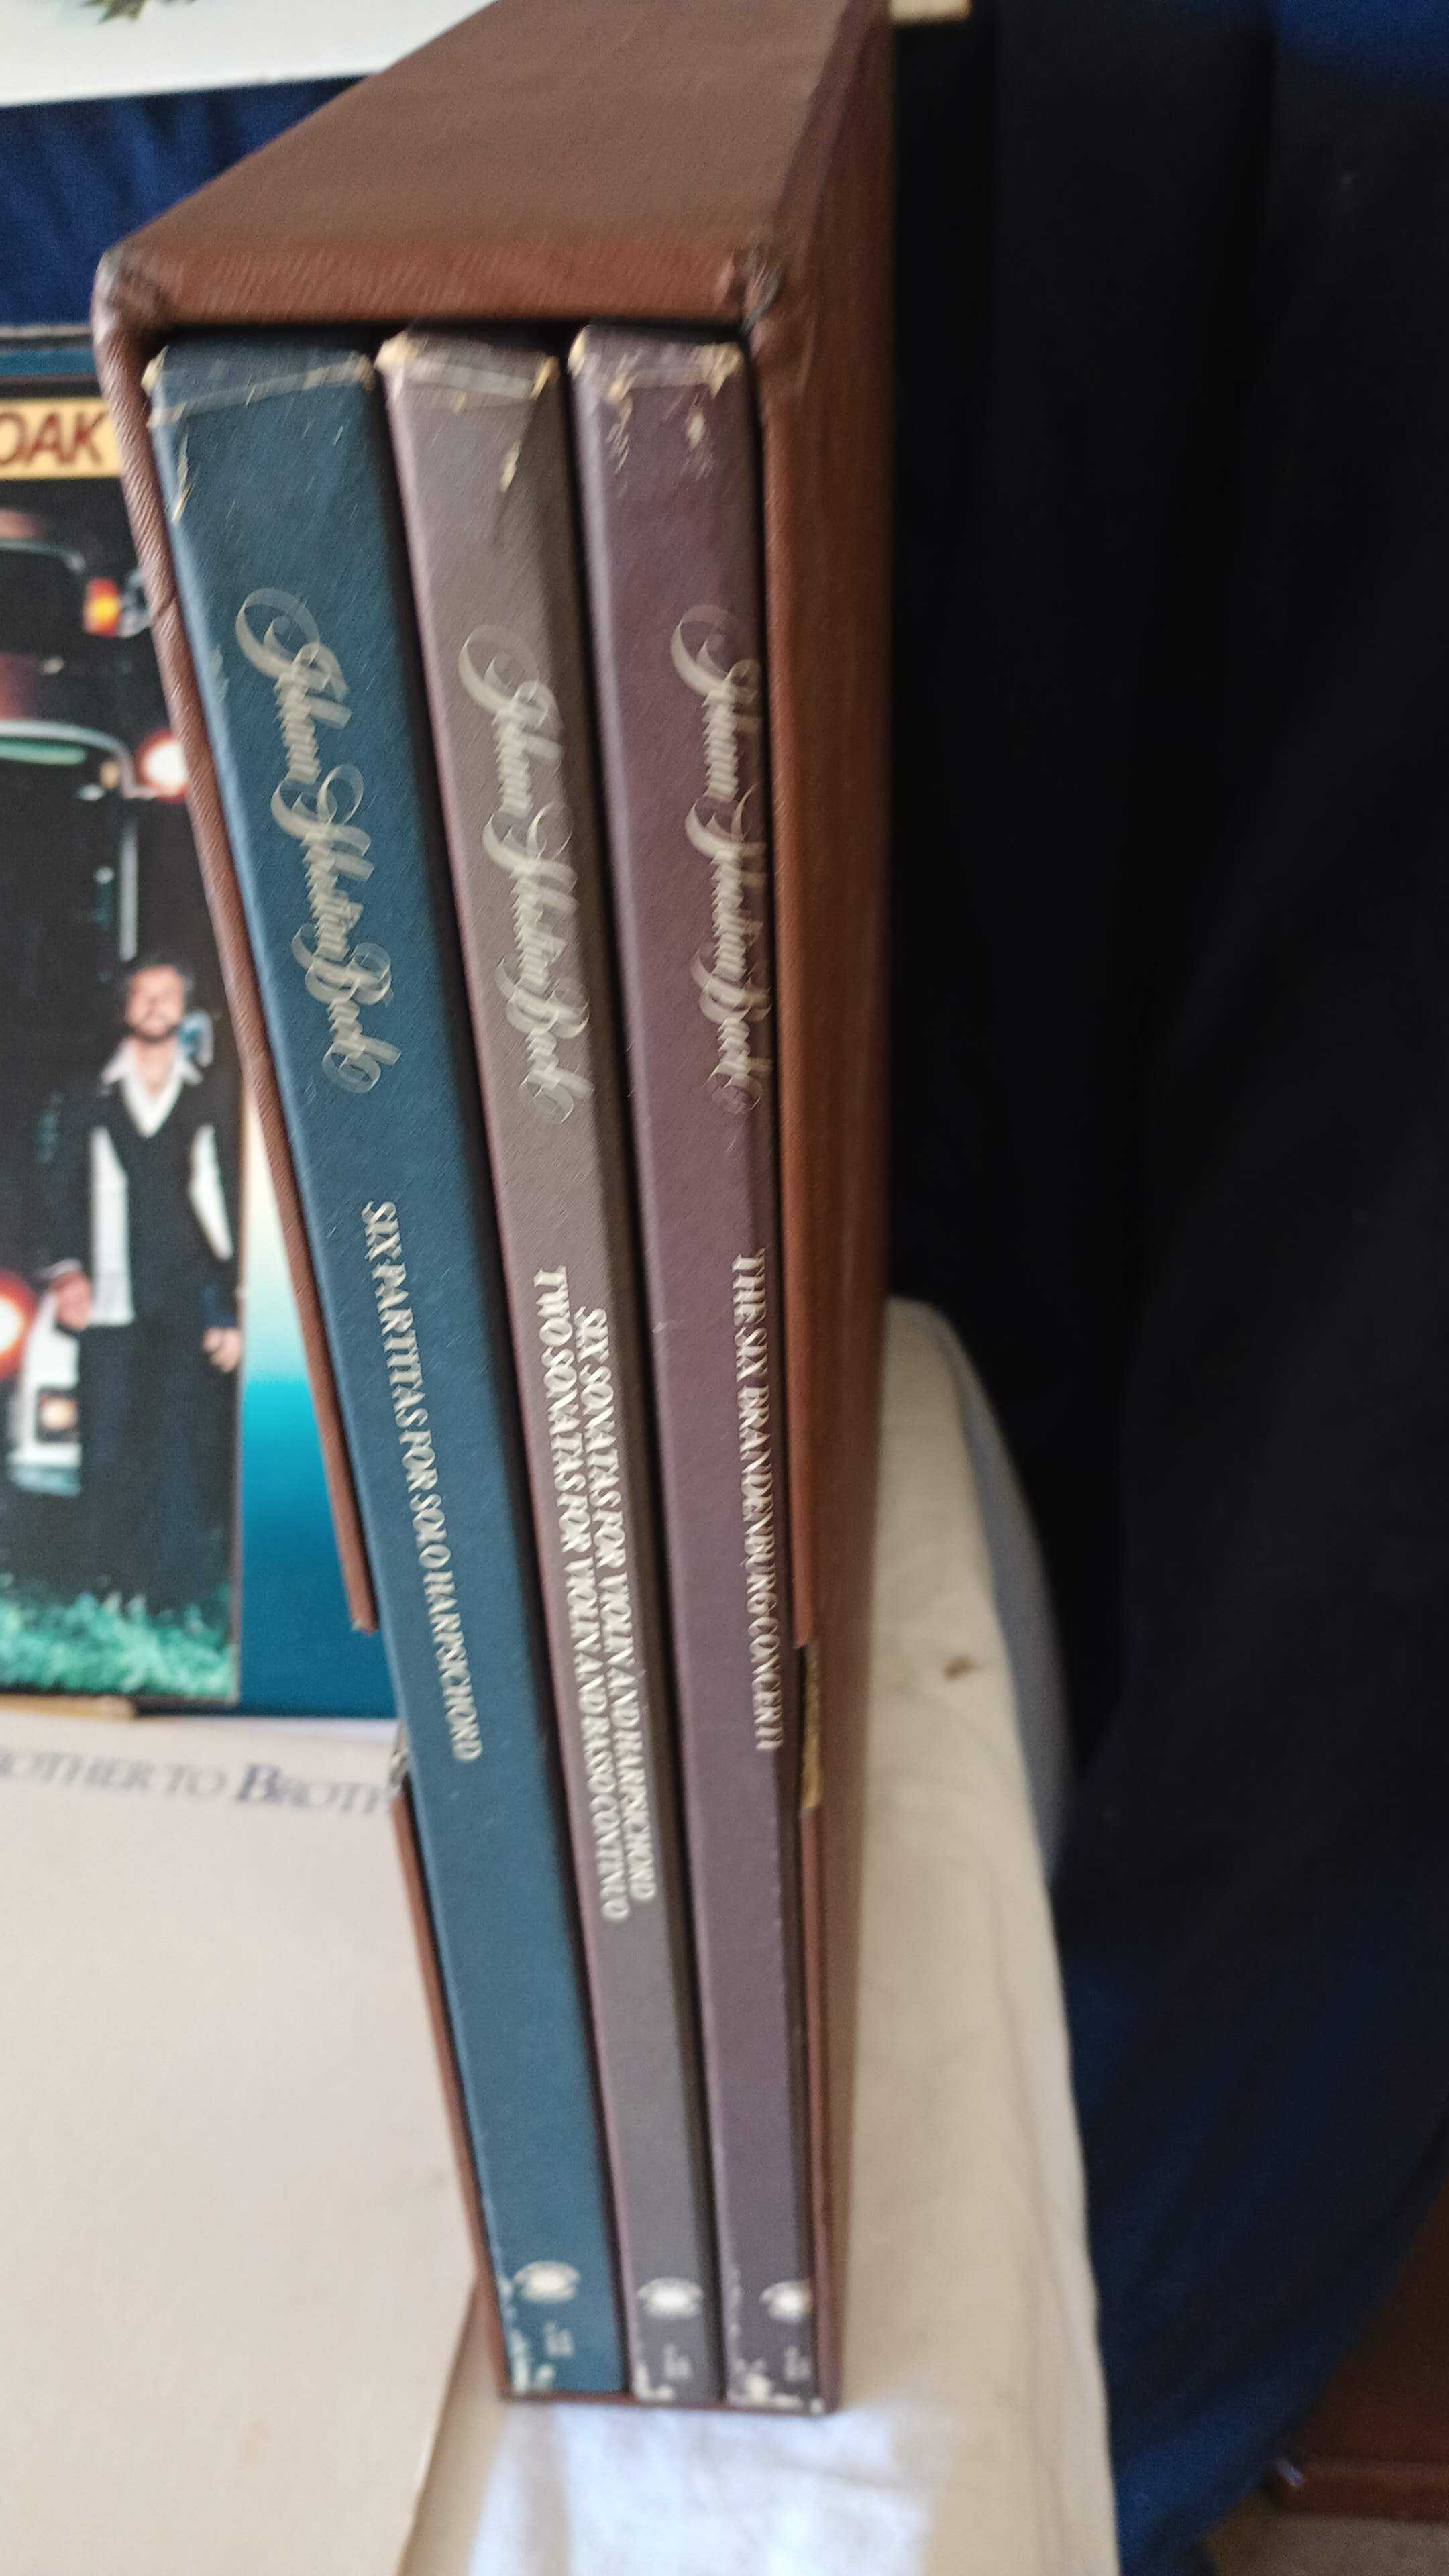 OAK
Johann Sebastian Bach
SIX PARTITAS FOR SOLO HARPSICHORD
Johann Sebastian Bach
SIX SONATAS FOR VIOLIN AND HARPSICHORD
TWO SONATAS FOR VIOLIN AND BASSO CONTINUO
Johann Sebastian Bach
THE SIX BRANDENBURG CONCERTI
OTHER TO BROTH